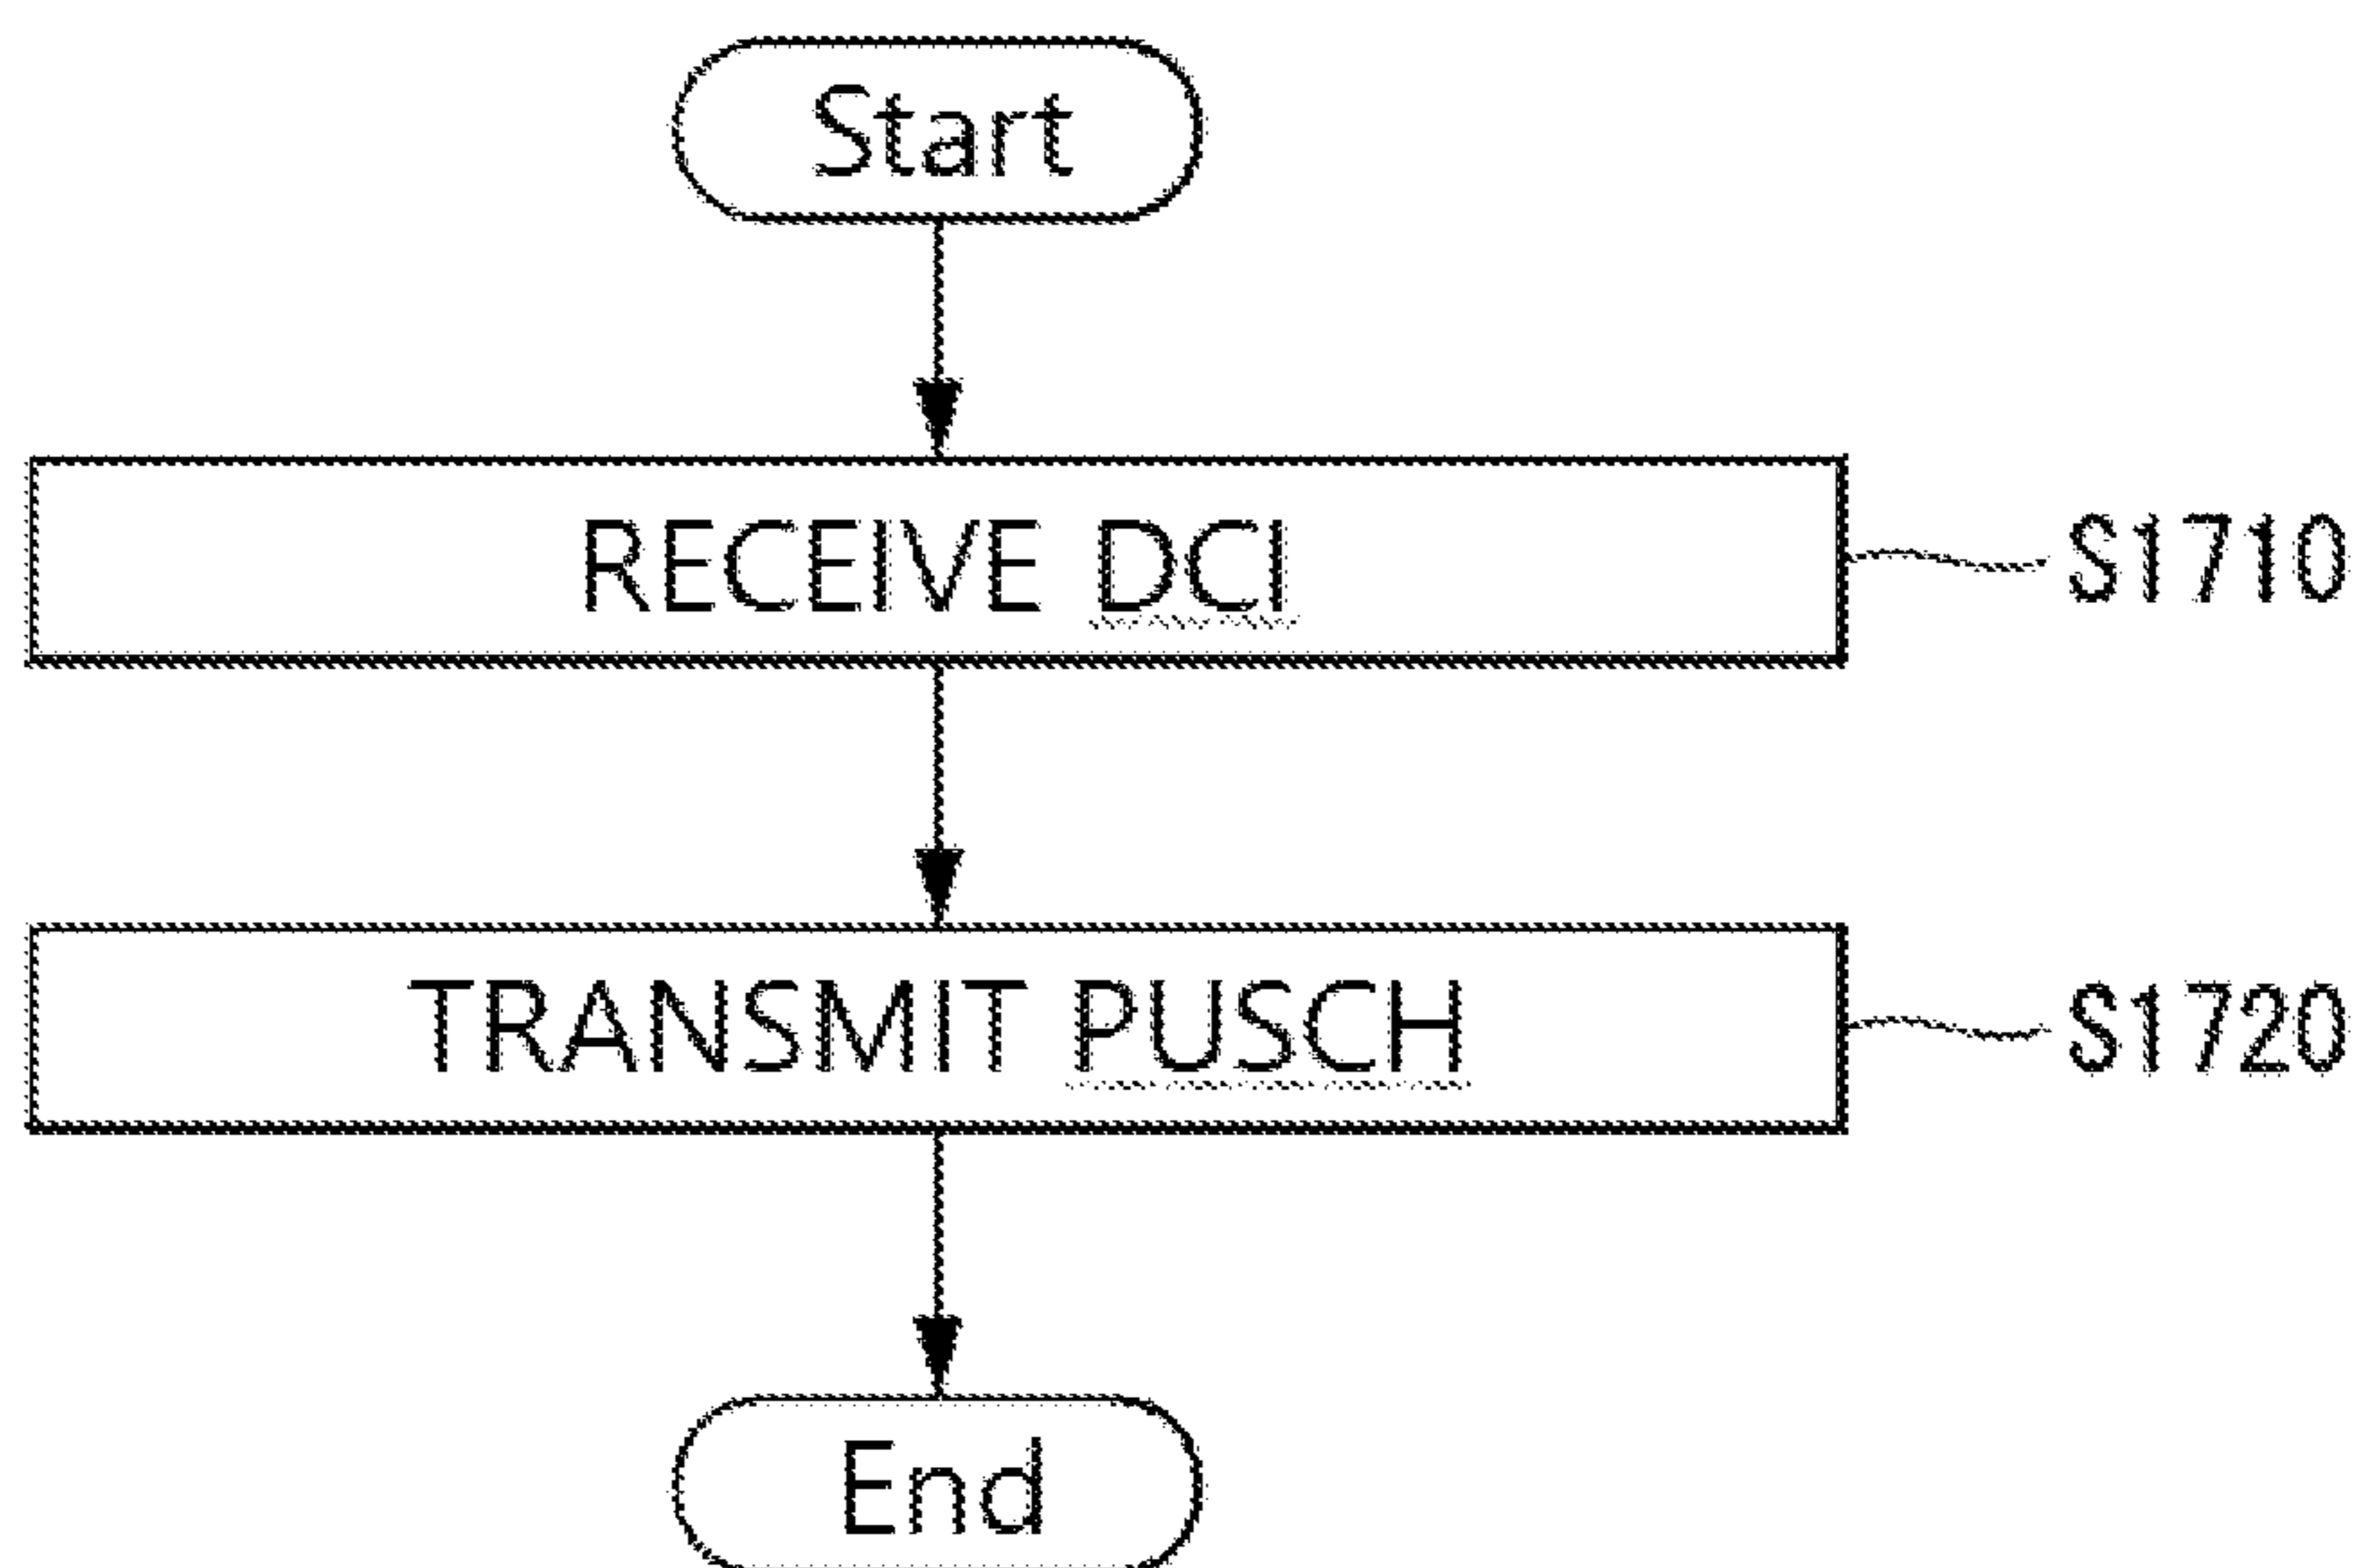 Start
RECEIVE DCI
S1710
TRANSMIT PUSCH
S1720
End